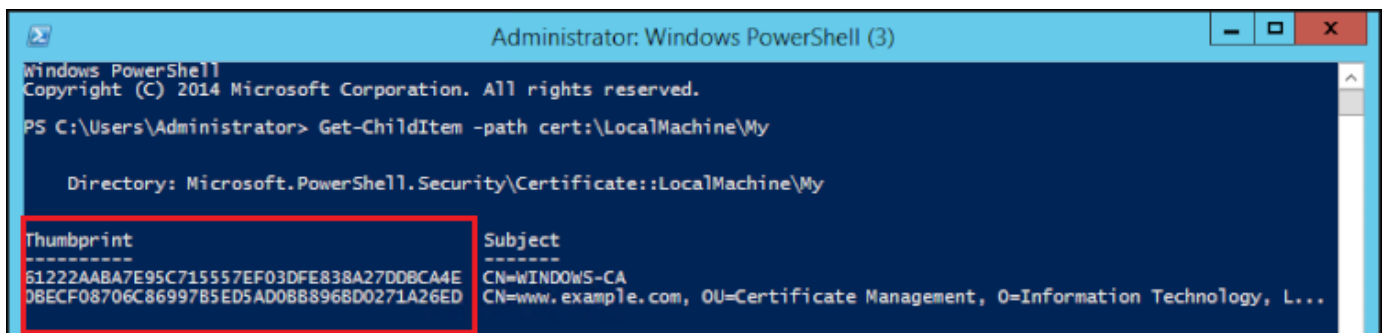 Administrator: Windows PowerShell (3)
Windows PowerShell
Copyright (C) 2014 Microsoft Corporation. All rights reserved.
PS C:\Users\Administrator> Get-ChildItem -path cert:\LocalMachine\My
Directory: Microsoft.PowerShell.Security\Certificate::LocalMachine\My
Thumbprint Subject
---------- -------
61222AABA7E95C715557EF03DFE838A27DDBCA4E CN=WINDOWS-CA
0BECF08706C86997B5ED5AD0BB896BD0271A26ED CN=www.example.com, OU=Certificate Management, O=Information Technology, L...